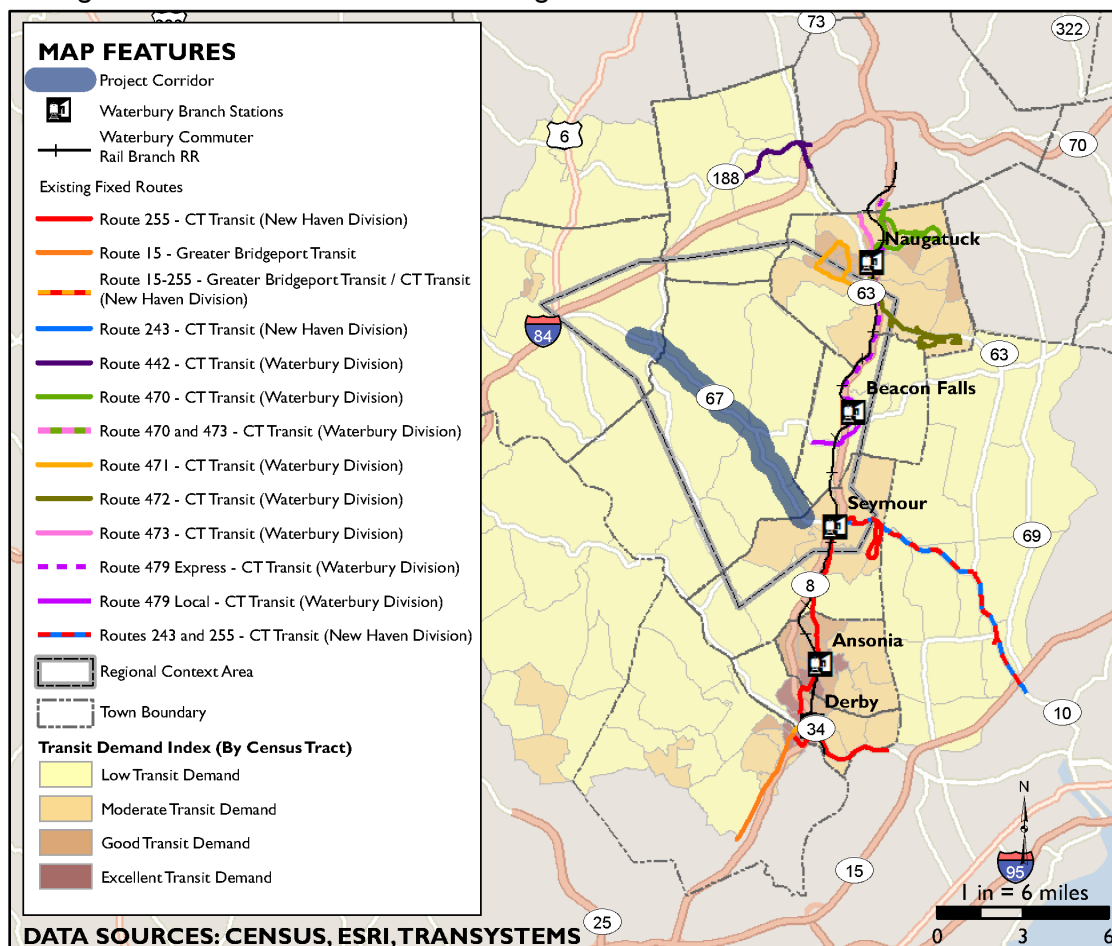 MAP FEATURES
Project Corridor
Waterbury Branch Stations
Waterbury Commuter
Rail Branch RR
Existing Fixed Routes
Route 255 - CT Transit (New Haven Division)
Route 15 - Greater Bridgeport Transit
Route 15-255 - Greater Bridgeport Transit / CT Transit
(New Haven Division)
Route 243 - CT Transit (New Haven Division)
Route 442 - CT Transit (Waterbury Division)
Route 470 - CT Transit (Waterbury Division)
Route 470 and 473 - CT Transit (Waterbury Division)
Route 471 - CT Transit (Waterbury Division)
Route 472 - CT Transit (Waterbury Division)
Route 473 - CT Transit (Waterbury Division)
Route 479 Express - CT Transit (Waterbury Division)
Route 479 Local - CT Transit (Waterbury Division)
Routes 243 and 255 - CT Transit (New Haven Division)
Regional Context Area
Town Boundary
Transit Demand Index (By Census Tract)
Low Transit Demand
Moderate Transit Demand
Good Transit Demand
Excellent Transit Demand
DATA SOURCES: CENSUS, ESRI, TRANSYSTEMS
73
322
6
70
188
Naugatuck
63
84
63
67
Beacon Falls
Seymour
69
8
Ansonia
Derby
34
10
N
15
95
25
1 in = 6 miles
0 3 6